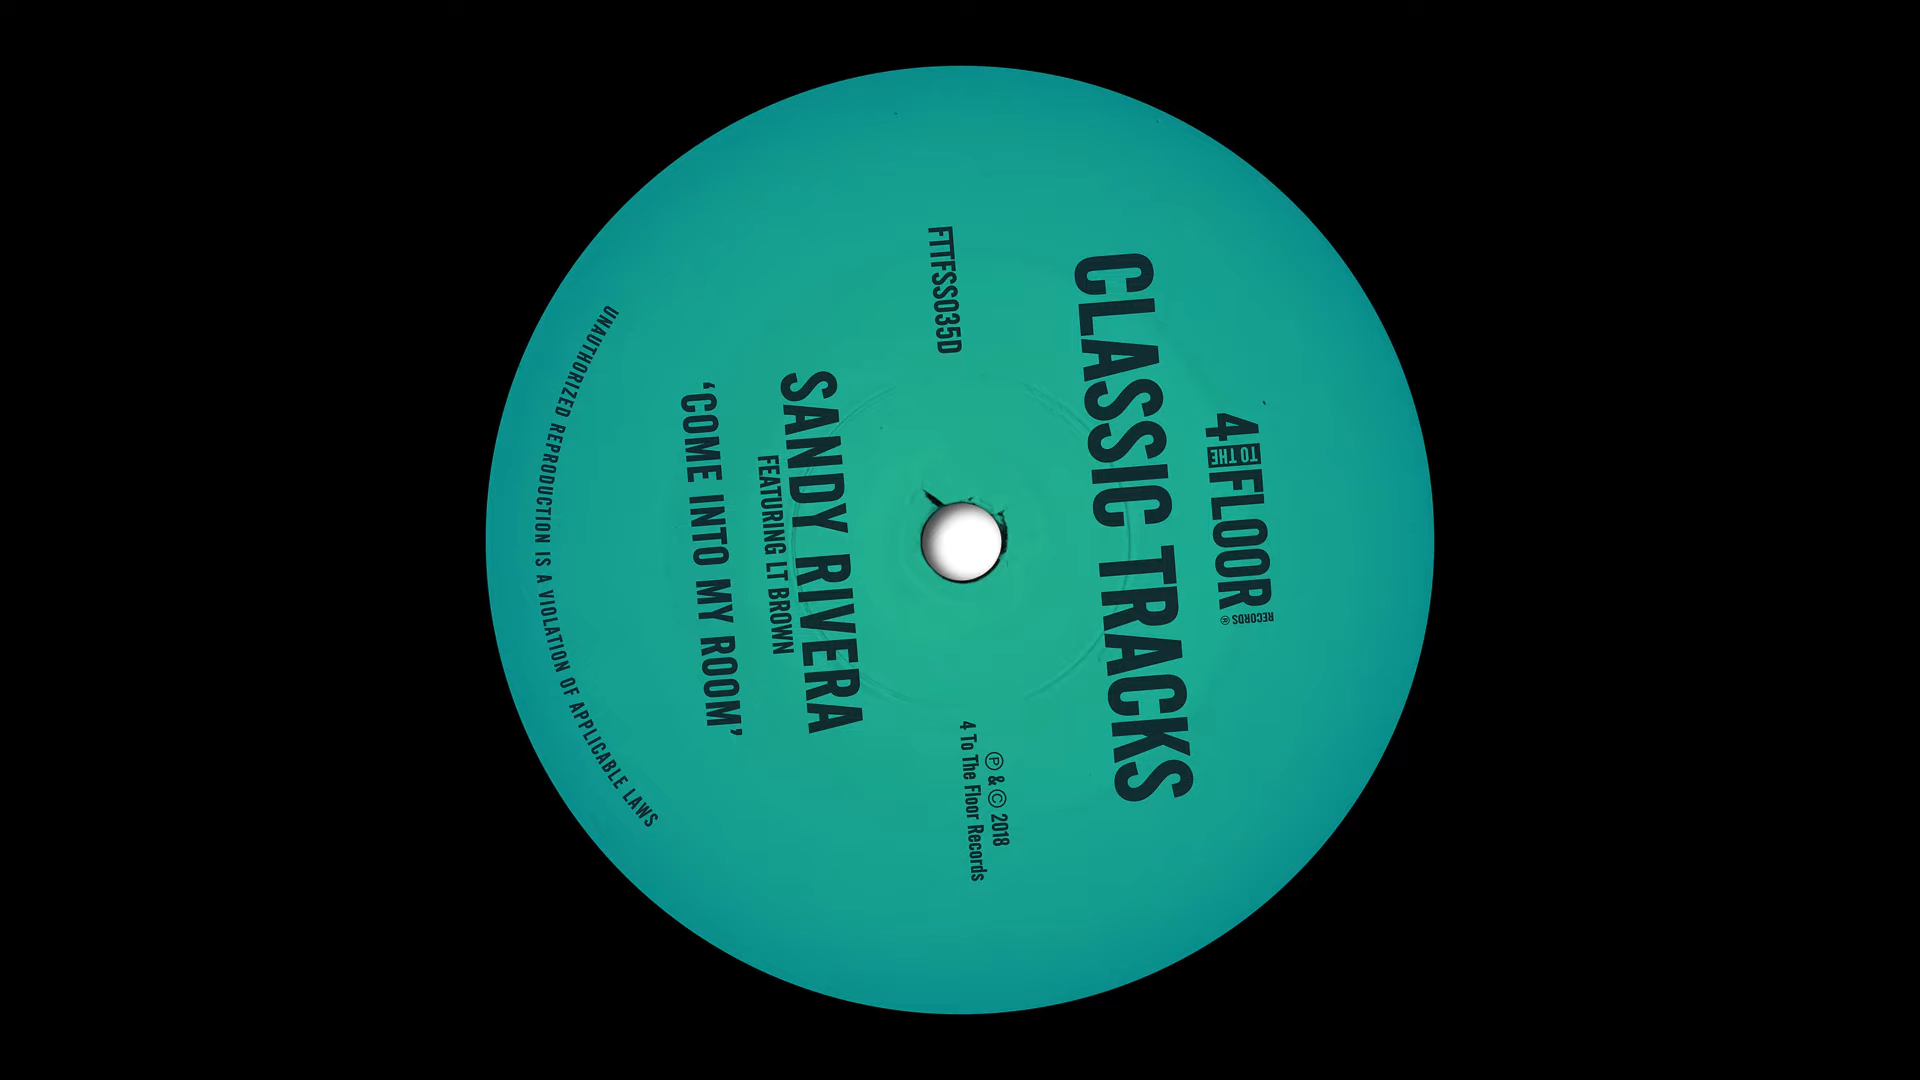 4 TO THE FLOOR
RECORDS ®
CLASSIC TRACKS
FTTFSS035D
Ⓟ & Ⓒ 2018
4 To The Floor Records
SANDY RIVERA
FEATURING LT BROWN
‘COME INTO MY ROOM’
UNAUTHORIZED REPRODUCTION IS A VIOLATION OF APPLICABLE LAWS